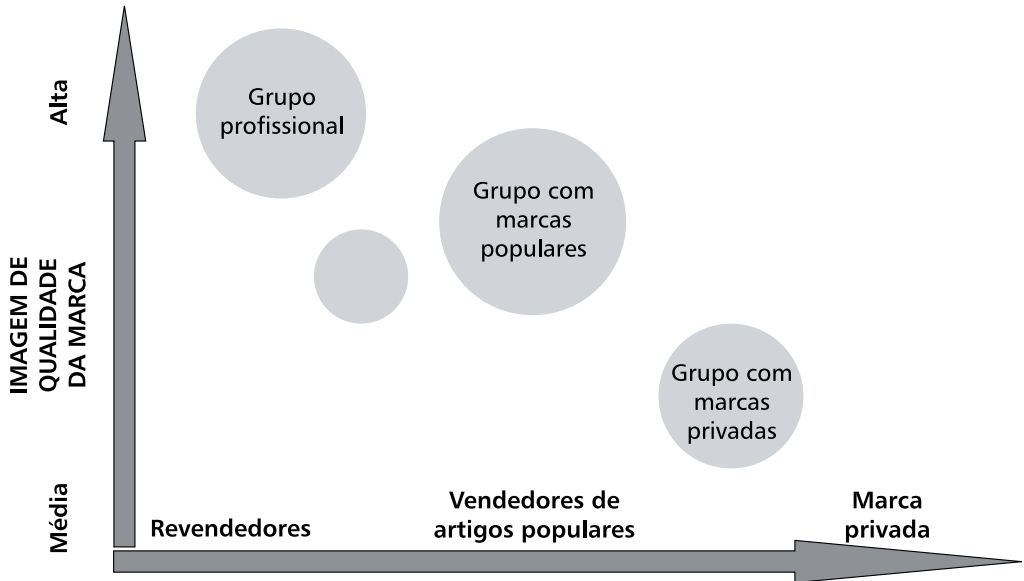 Alta
IMAGEM DE
QUALIDADE
DA MARCA
Média
Grupo
profissional
Grupo com
marcas
populares
Grupo com
marcas
privadas
Revendedores
Vendedores de
artigos populares
Marca
privada